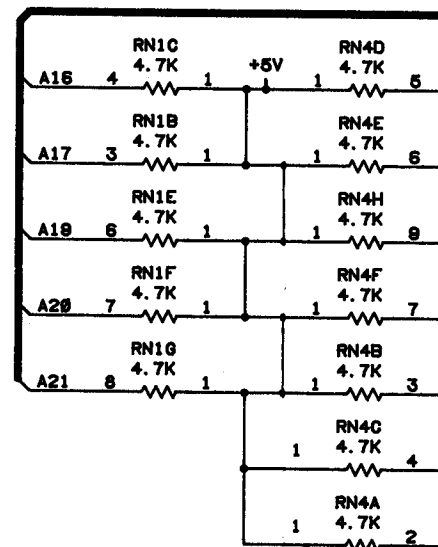 RN1C RN4D
4.7K +5V 4.7K
A16 4 1 1 5
RN1B RN4E
4.7K 4.7K
A17 3 1 1 6
RN1E RN4H
4.7K 4.7K
A19 6 1 1 9
RN1F RN4F
4.7K 4.7K
A20 7 1 1 7
RN1G RN4B
4.7K 4.7K
A21 8 1 1 3
RN4C
1 4.7K 4
RN4A
1 4.7K 2